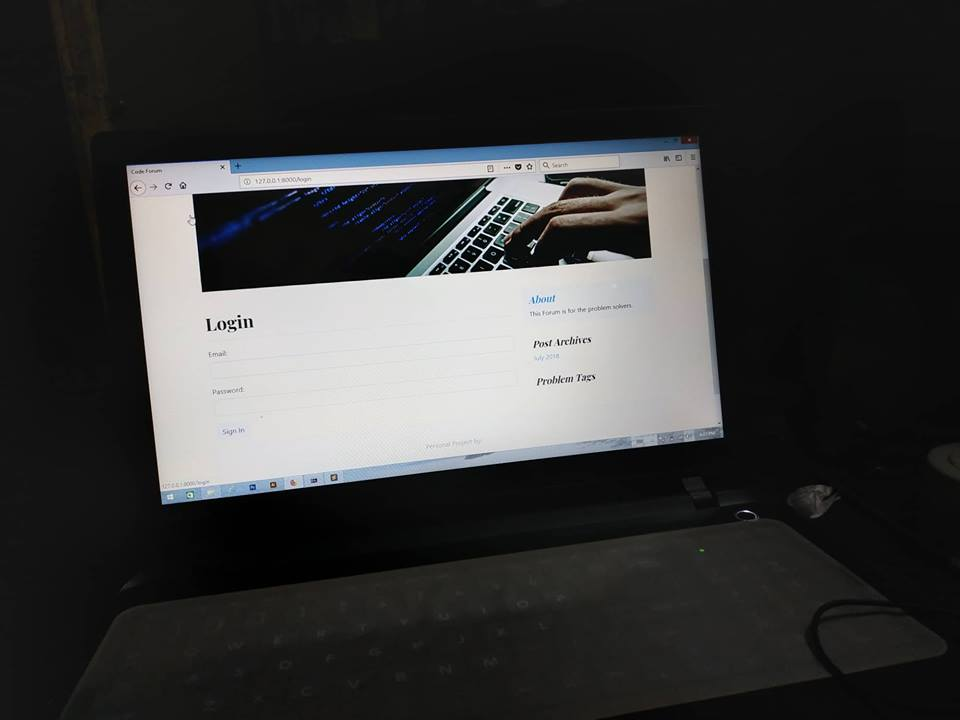 Code Forum
127.0.0.1:8000/login
Search
Login
Email:
Password:
Sign In
About
This Forum is for the problem solvers.
Post Archives
July 2018
Problem Tags
Personal Project by:
127.0.0.1:8000/login
W E R T Y U I O P
S D F G H J K L
X C V B N M